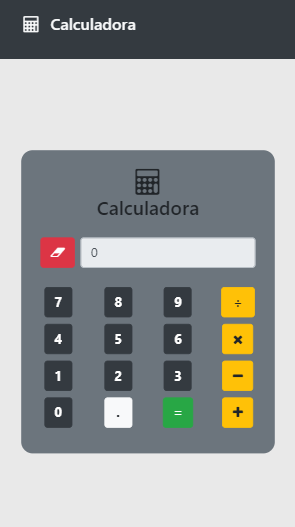 Calculadora
Calculadora
0
7 8 9 ÷
4 5 6 ×
1 2 3 −
0 . = +